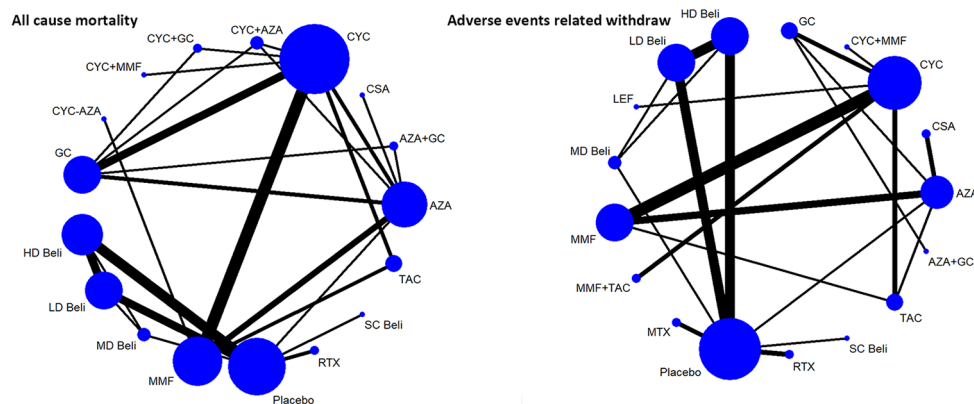 All cause mortality
CYC+AZA
CYC
CYC+GC
CYC+MMF
CSA
CYC-AZA
AZA+GC
GC
AZA
HD Beli
TAC
LD Beli
SC Beli
MD Beli
RTX
MMF
Placebo
Adverse events related withdraw
HD Beli
GC
LD Beli
CYC+MMF
CYC
LEF
CSA
MD Beli
AZA
MMF
AZA+GC
MMF+TAC
TAC
MTX
SC Beli
Placebo
RTX